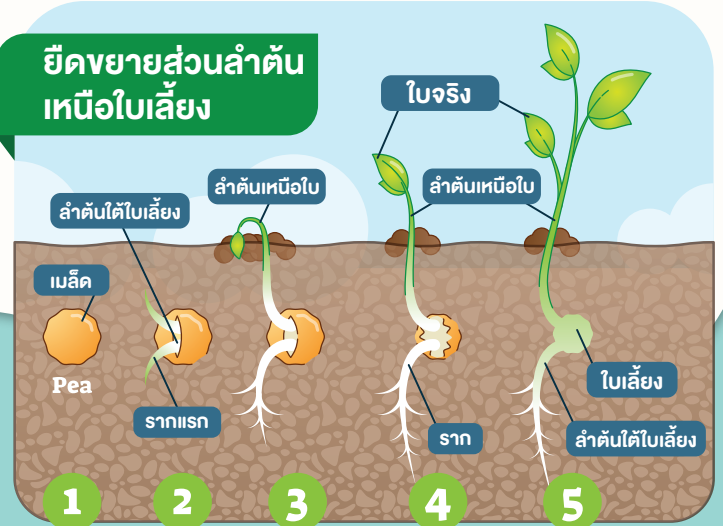 ยืดขยายส่วนลำต้น
เหนือใบเลี้ยง
ใบจริง
ลำต้นเหนือใบ
ลำต้นเหนือใบ
ลำต้นใต้ใบเลี้ยง
เมล็ด
Pea
รากแรก
ราก
ใบเลี้ยง
ลำต้นใต้ใบเลี้ยง
1
2
3
4
5